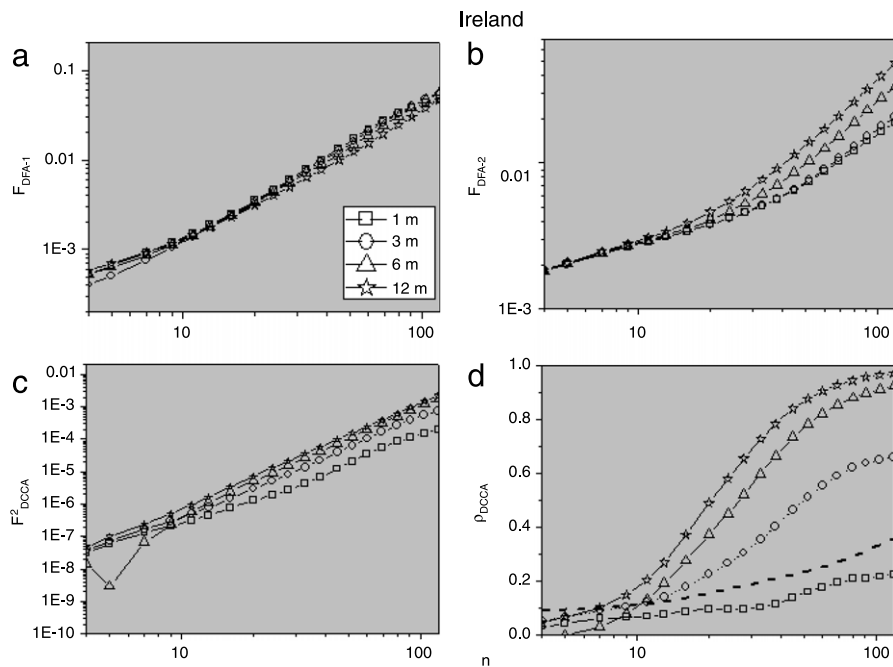 Ireland
a
F_DFA-1
0.1
0.01
1E-3
10
100
1 m
3 m
6 m
12 m
b
F_DFA-2
0.01
1E-3
10
100
c
F²_DCCA
0.01
1E-3
1E-4
1E-5
1E-6
1E-7
1E-8
1E-9
1E-10
10
100
d
ρ_DCCA
1.0
0.8
0.6
0.4
0.2
0.0
n
10
100